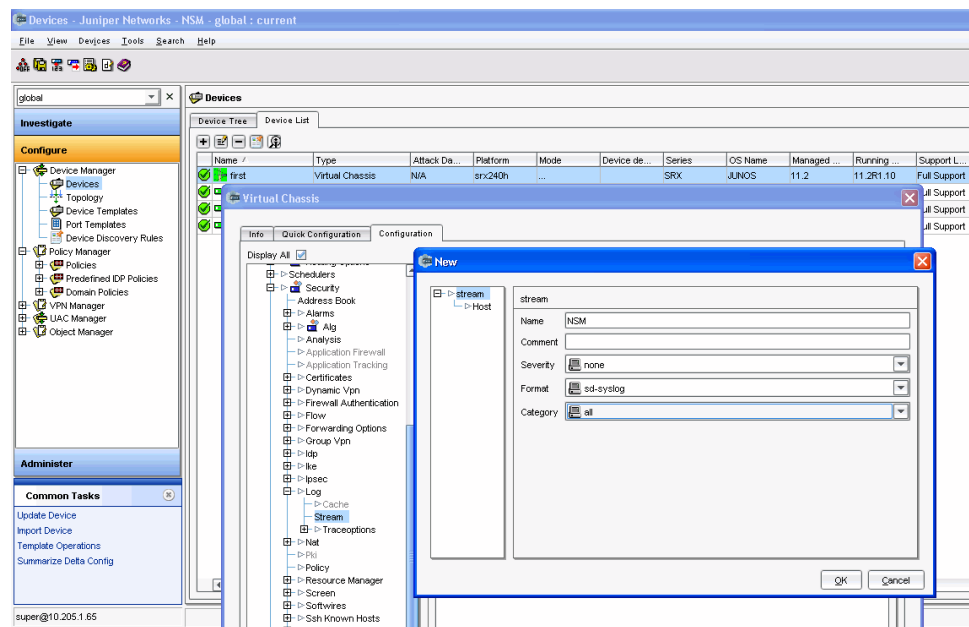 Devices - Juniper Networks - NSM - global : current
File View Devices Tools Search Help
global
Investigate
Configure
Device Manager
Devices
Topology
Device Templates
Port Templates
Device Discovery Rules
Policy Manager
Policies
Predefined IDP Policies
Domain Policies
VPN Manager
UAC Manager
Object Manager
Administer
Common Tasks
Update Device
Import Device
Template Operations
Summarize Delta Config
super@10.205.1.65
Devices
Device Tree Device List
Name / Type Attack Da... Platform Mode Device de... Series OS Name Managed ... Running ... Support L...
first Virtual Chassis N/A srx240h ... SRX JUNOS 11.2 11.2R1.10 Full Support
ull Support
ull Support
ull Support
Virtual Chassis
Info Quick Configuration Configuration
Display All
Schedulers
Security
Address Book
Alarms
Alg
Analysis
Application Firewall
Application Tracking
Certificates
Dynamic Vpn
Firewall Authentication
Flow
Forwarding Options
Group Vpn
Idp
Ike
Ipsec
Log
Cache
Stream
Traceoptions
Nat
Pki
Policy
Resource Manager
Screen
Softwires
Ssh Known Hosts
New
stream
Host
stream
Name NSM
Comment
Severity none
Format sd-syslog
Category all
OK Cancel